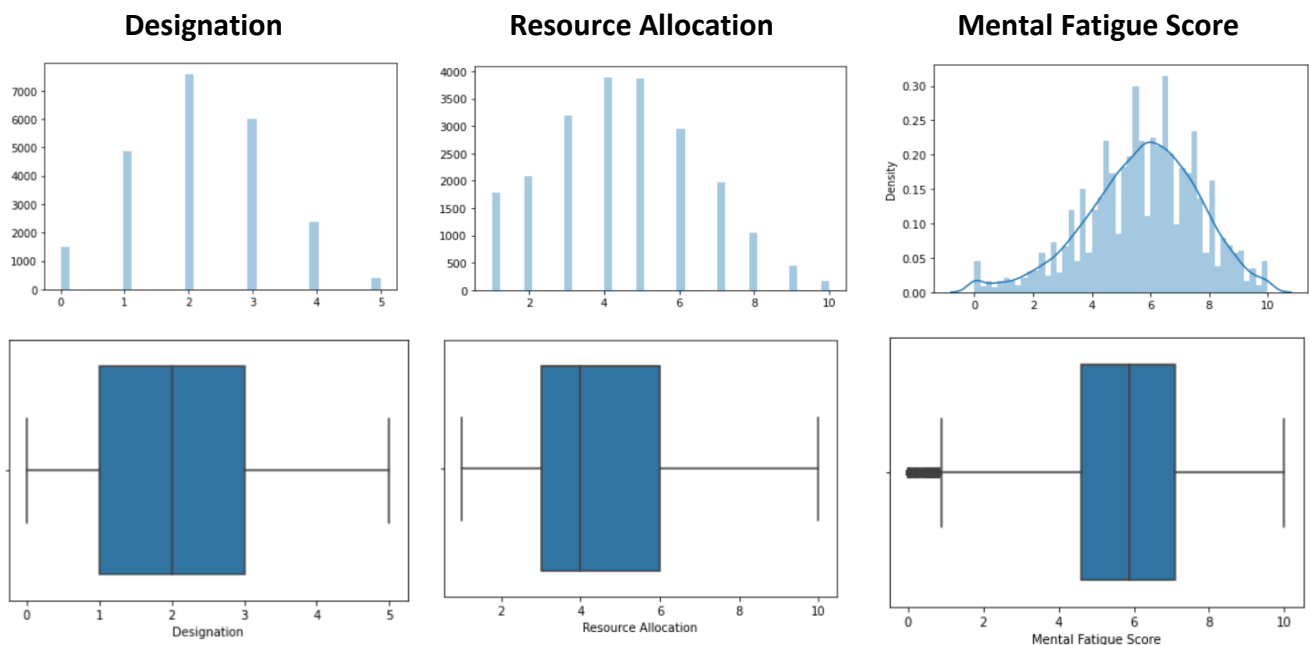 Designation
Resource Allocation
Mental Fatigue Score
7000
6000
5000
4000
3000
2000
1000
0
0 1 2 3 4 5
4000
3500
3000
2500
2000
1500
1000
500
0
2 4 6 8 10
Density
0.30
0.25
0.20
0.15
0.10
0.05
0.00
0 2 4 6 8 10
0 1 2 3 4 5
Designation
2 4 6 8 10
Resource Allocation
0 2 4 6 8 10
Mental Fatigue Score